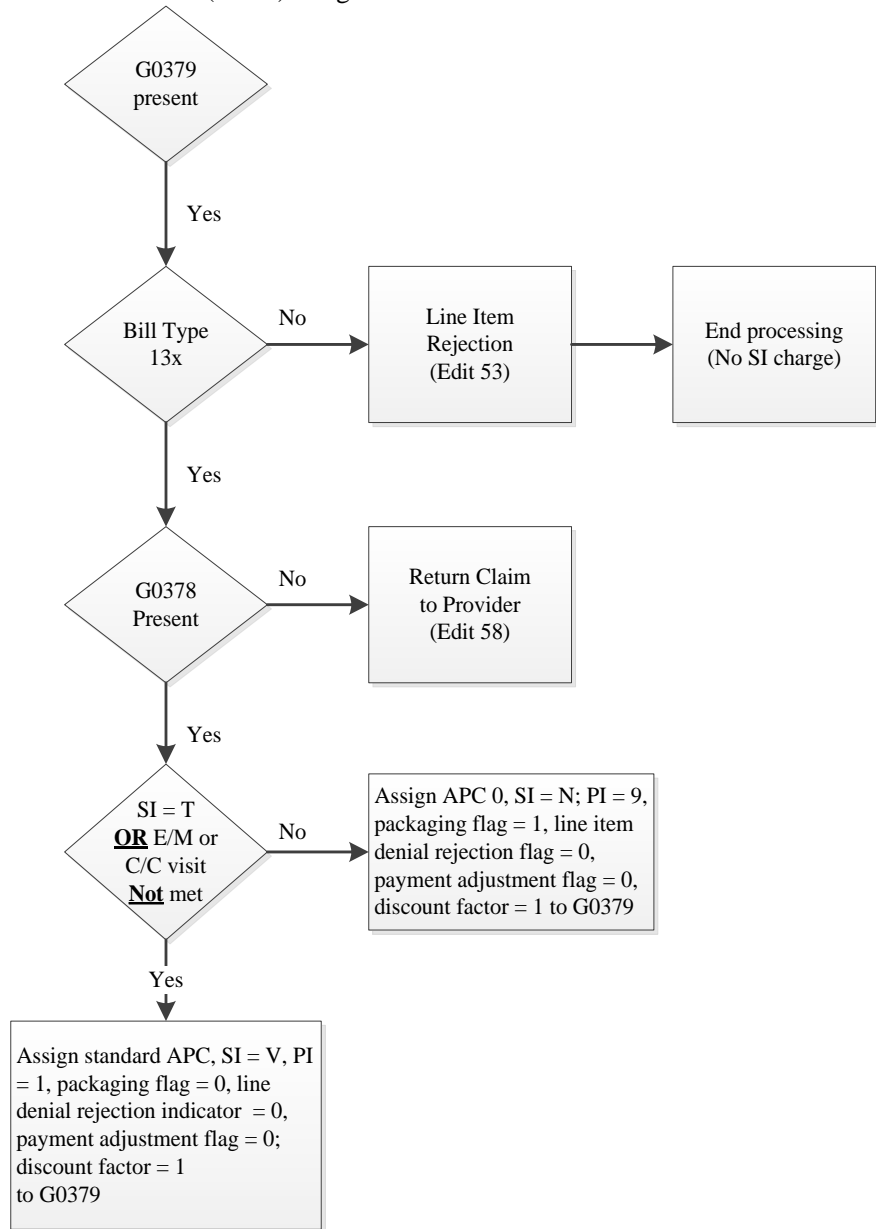 G0379
present
Yes
Bill Type
13x
No
Line Item
Rejection
(Edit 53)
End processing
(No SI charge)
Yes
G0378
Present
No
Return Claim
to Provider
(Edit 58)
Yes
SI = T
OR E/M or
C/C visit
Not met
No
Assign APC 0, SI = N; PI = 9,
packaging flag = 1, line item
denial rejection flag = 0,
payment adjustment flag = 0,
discount factor = 1 to G0379
Yes
Assign standard APC, SI = V, PI
= 1, packaging flag = 0, line
denial rejection indicator = 0,
payment adjustment flag = 0;
discount factor = 1
to G0379